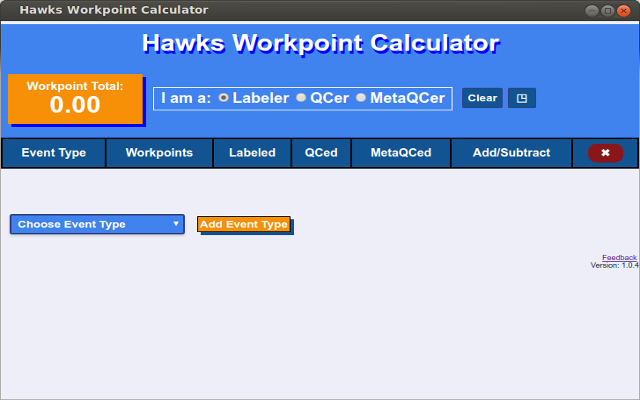 Hawks Workpoint Calculator
Hawks Workpoint Calculator
Workpoint Total:
0.00
I am a: Labeler QCer MetaQCer
Clear
Event Type Workpoints Labeled QCed MetaQCed Add/Subtract
Choose Event Type
Add Event Type
Feedback
Version: 1.0.4